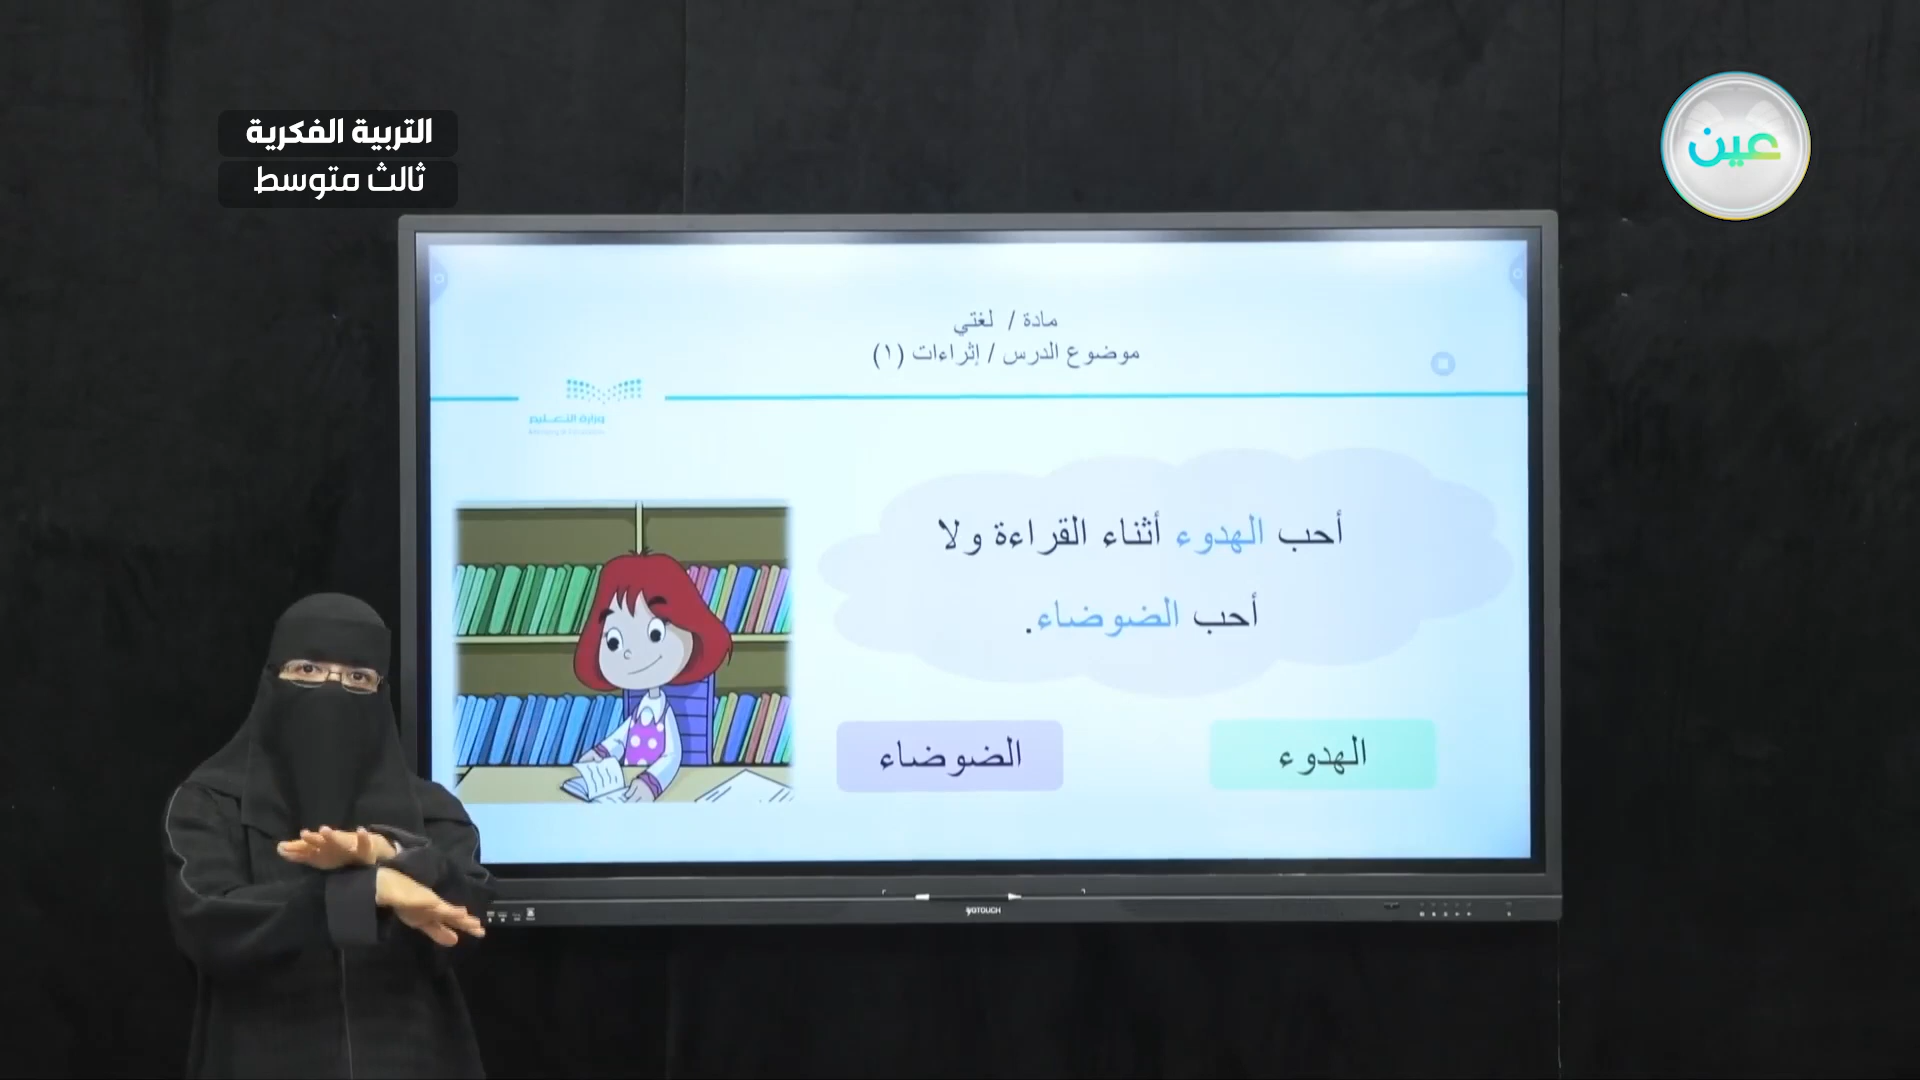 التربية الفكرية
ثالث متوسط
عين
مادة / لغتي
موضوع الدرس / إثراءات (١)
وزارة التعليم
أحب الهدوء أثناء القراءة ولا
أحب الضوضاء.
الهدوء
الضوضاء